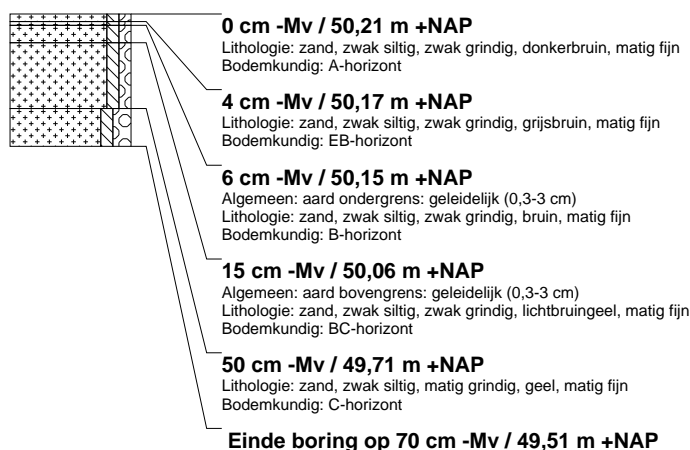 0 cm -Mv / 50,21 m +NAP
Lithologie: zand, zwak siltig, zwak grindig, donkerbruin, matig fijn
Bodemkundig: A-horizont
4 cm -Mv / 50,17 m +NAP
Lithologie: zand, zwak siltig, zwak grindig, grijsbruin, matig fijn
Bodemkundig: EB-horizont
6 cm -Mv / 50,15 m +NAP
Algemeen: aard ondergrens: geleidelijk (0,3-3 cm)
Lithologie: zand, zwak siltig, zwak grindig, bruin, matig fijn
Bodemkundig: B-horizont
15 cm -Mv / 50,06 m +NAP
Algemeen: aard bovengrens: geleidelijk (0,3-3 cm)
Lithologie: zand, zwak siltig, zwak grindig, lichtbruingeel, matig fijn
Bodemkundig: BC-horizont
50 cm -Mv / 49,71 m +NAP
Lithologie: zand, zwak siltig, matig grindig, geel, matig fijn
Bodemkundig: C-horizont
Einde boring op 70 cm -Mv / 49,51 m +NAP